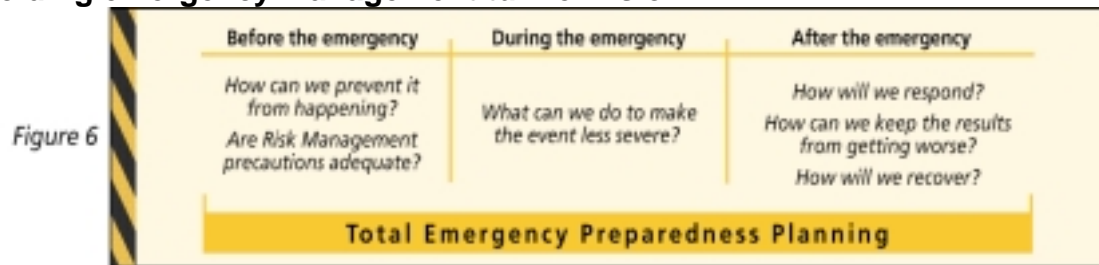 Figure 6
Before the emergency
How can we prevent it
from happening?
Are Risk Management
precautions adequate?
During the emergency
What can we do to make
the event less severe?
After the emergency
How will we respond?
How can we keep the results
from getting worse?
How will we recover?
Total Emergency Preparedness Planning